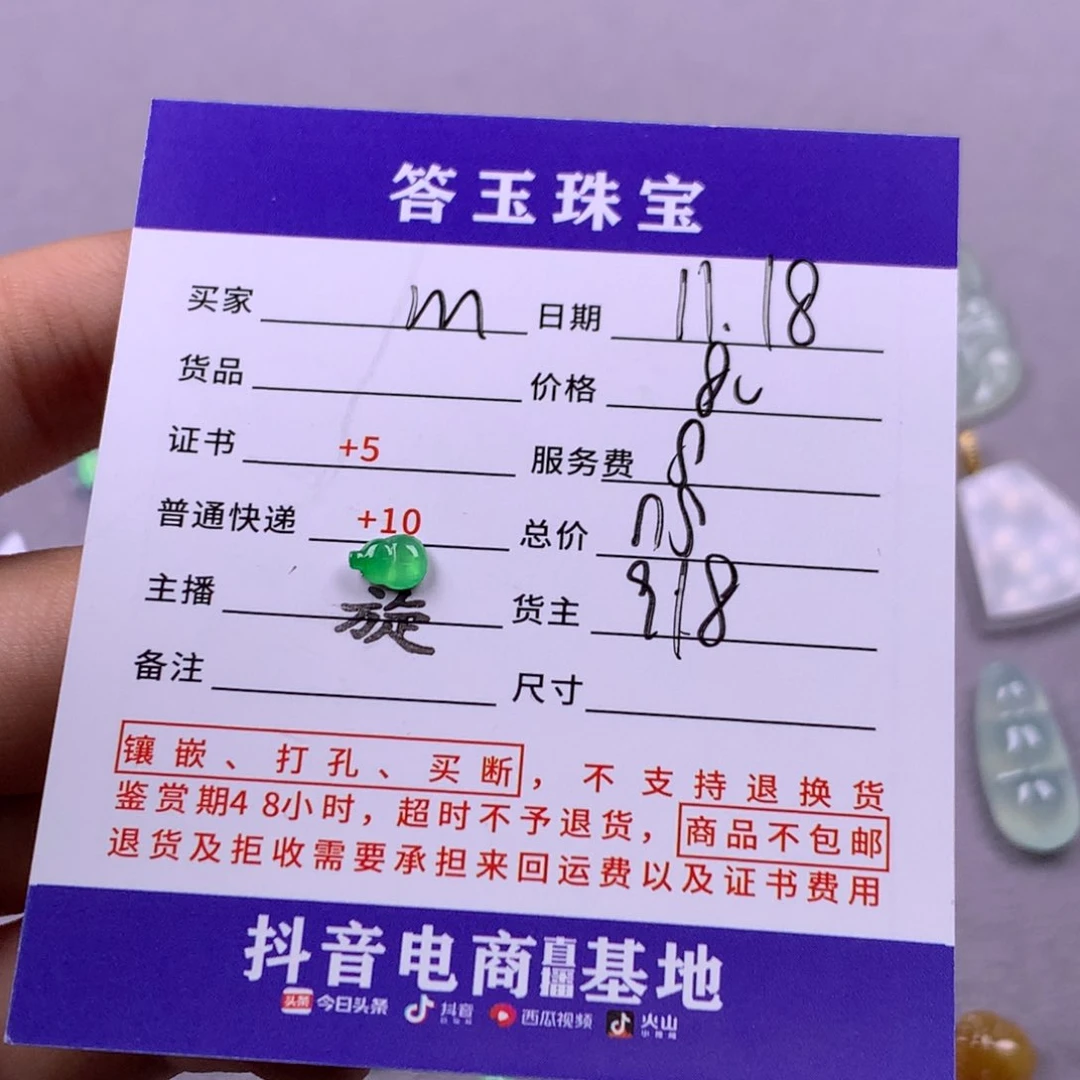 答玉珠宝
买家 m 日期 11.18
货品 价格 80
证书 +5 服务费 8
普通快递 +10 总价
主播 旋 货主 918
备注 尺寸
镶嵌、打孔、买断，不支持退换货
鉴赏期48小时，超时不予退货，商品不包邮
退货及拒收需要承担来回运费以及证书费用
抖音电商直播基地
头条 今日头条 抖音 西瓜视频 火山